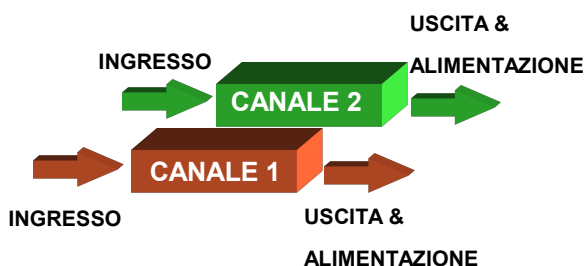 USCITA &
ALIMENTAZIONE
INGRESSO
CANALE 2
CANALE 1
INGRESSO
USCITA &
ALIMENTAZIONE